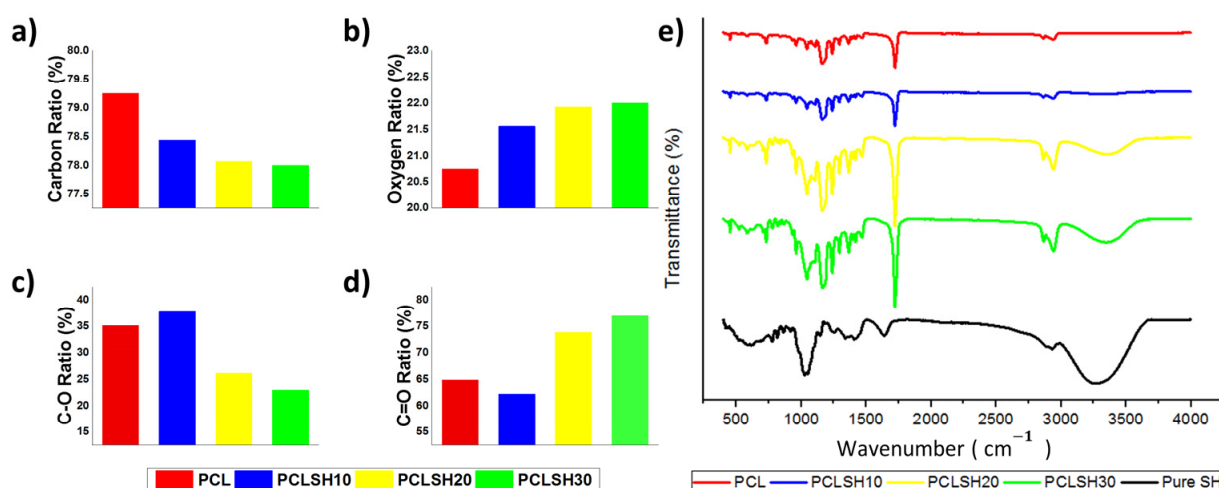 a)
Carbon Ratio (%)
80.0
79.5
79.0
78.5
78.0
77.5
b)
Oxygen Ratio (%)
23.0
22.5
22.0
21.5
21.0
20.5
20.0
c)
C-O Ratio (%)
40
35
30
25
20
15
d)
C=O Ratio (%)
80
75
70
65
60
55
PCL PCLSH10 PCLSH20 PCLSH30
e)
Transmittance (%)
500 1000 1500 2000 2500 3000 3500 4000
Wavenumber ( cm⁻¹ )
PCL PCLSH10 PCLSH20 PCLSH30 Pure SH